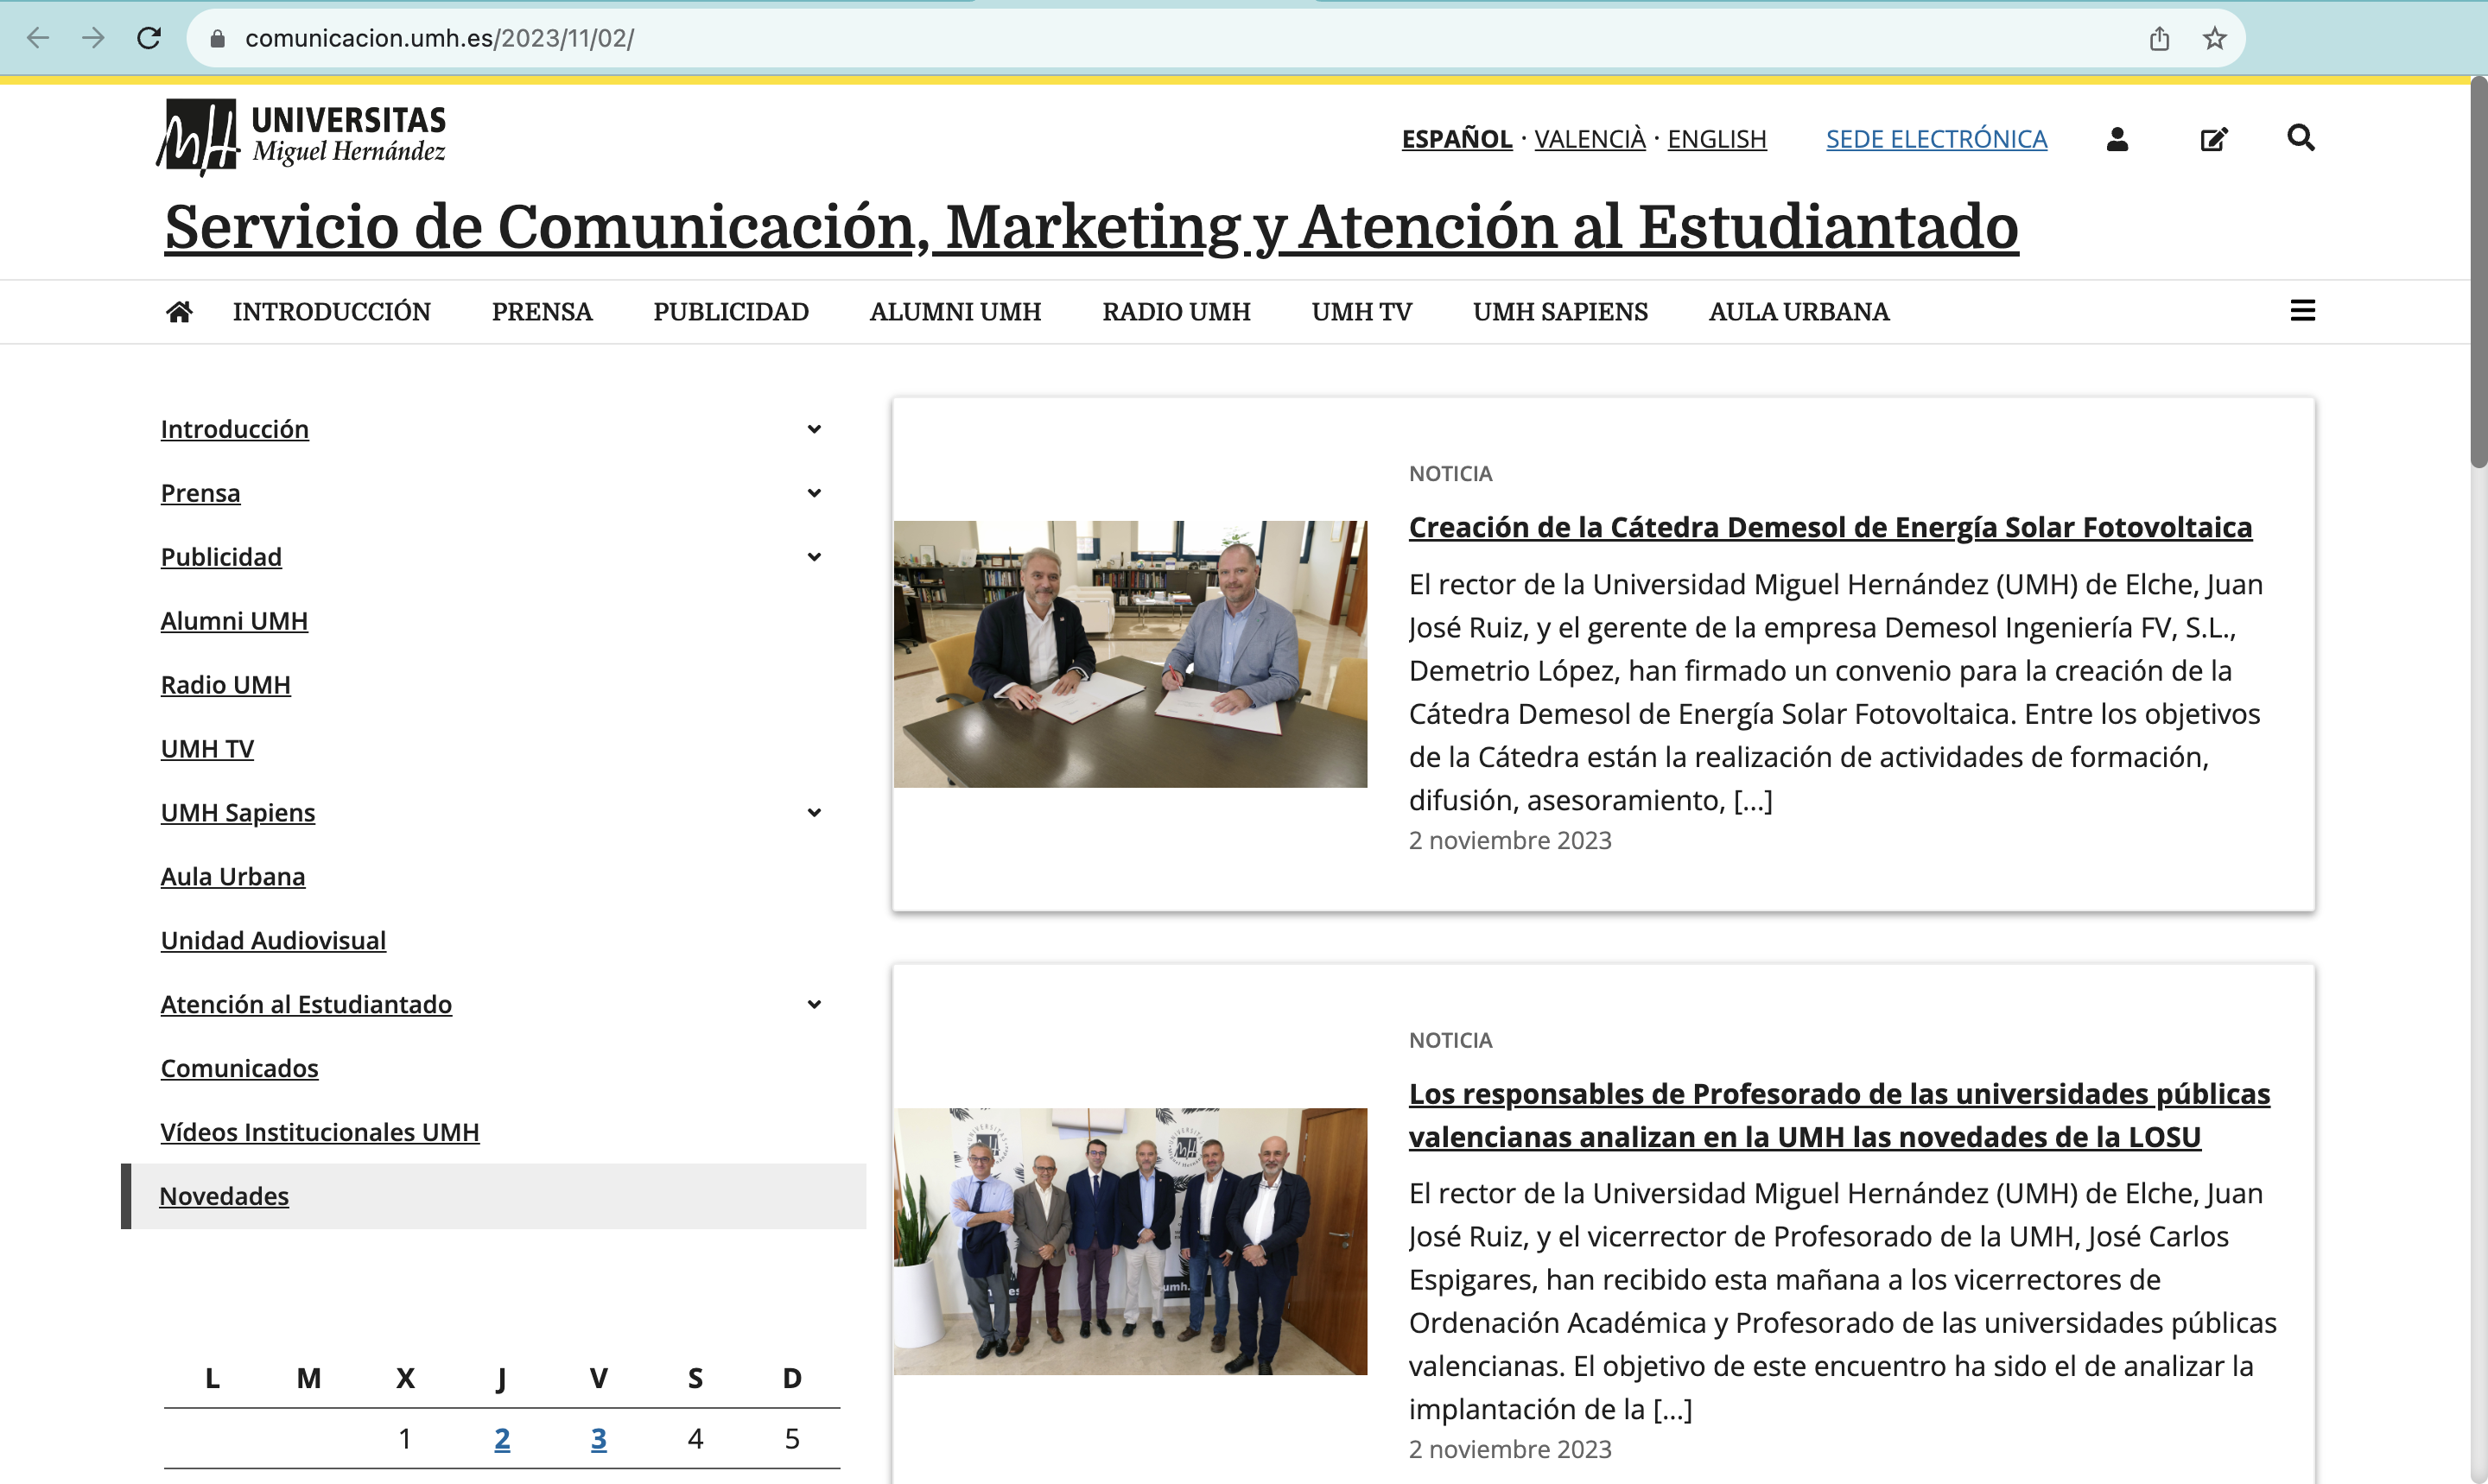 comunicacion.umh.es/2023/11/02/
UNIVERSITAS
Miguel Hernández
ESPAÑOL · VALENCIÀ · ENGLISH SEDE ELECTRÓNICA
Servicio de Comunicación, Marketing y Atención al Estudiantado
INTRODUCCIÓN PRENSA PUBLICIDAD ALUMNI UMH RADIO UMH UMH TV UMH SAPIENS AULA URBANA
Introducción
Prensa
Publicidad
Alumni UMH
Radio UMH
UMH TV
UMH Sapiens
Aula Urbana
Unidad Audiovisual
Atención al Estudiantado
Comunicados
Vídeos Institucionales UMH
Novedades
L M X J V S D
1 2 3 4 5
NOTICIA
Creación de la Cátedra Demesol de Energía Solar Fotovoltaica
El rector de la Universidad Miguel Hernández (UMH) de Elche, Juan
José Ruiz, y el gerente de la empresa Demesol Ingeniería FV, S.L.,
Demetrio López, han firmado un convenio para la creación de la
Cátedra Demesol de Energía Solar Fotovoltaica. Entre los objetivos
de la Cátedra están la realización de actividades de formación,
difusión, asesoramiento, [...]
2 noviembre 2023
NOTICIA
Los responsables de Profesorado de las universidades públicas
valencianas analizan en la UMH las novedades de la LOSU
El rector de la Universidad Miguel Hernández (UMH) de Elche, Juan
José Ruiz, y el vicerrector de Profesorado de la UMH, José Carlos
Espigares, han recibido esta mañana a los vicerrectores de
Ordenación Académica y Profesorado de las universidades públicas
valencianas. El objetivo de este encuentro ha sido el de analizar la
implantación de la [...]
2 noviembre 2023